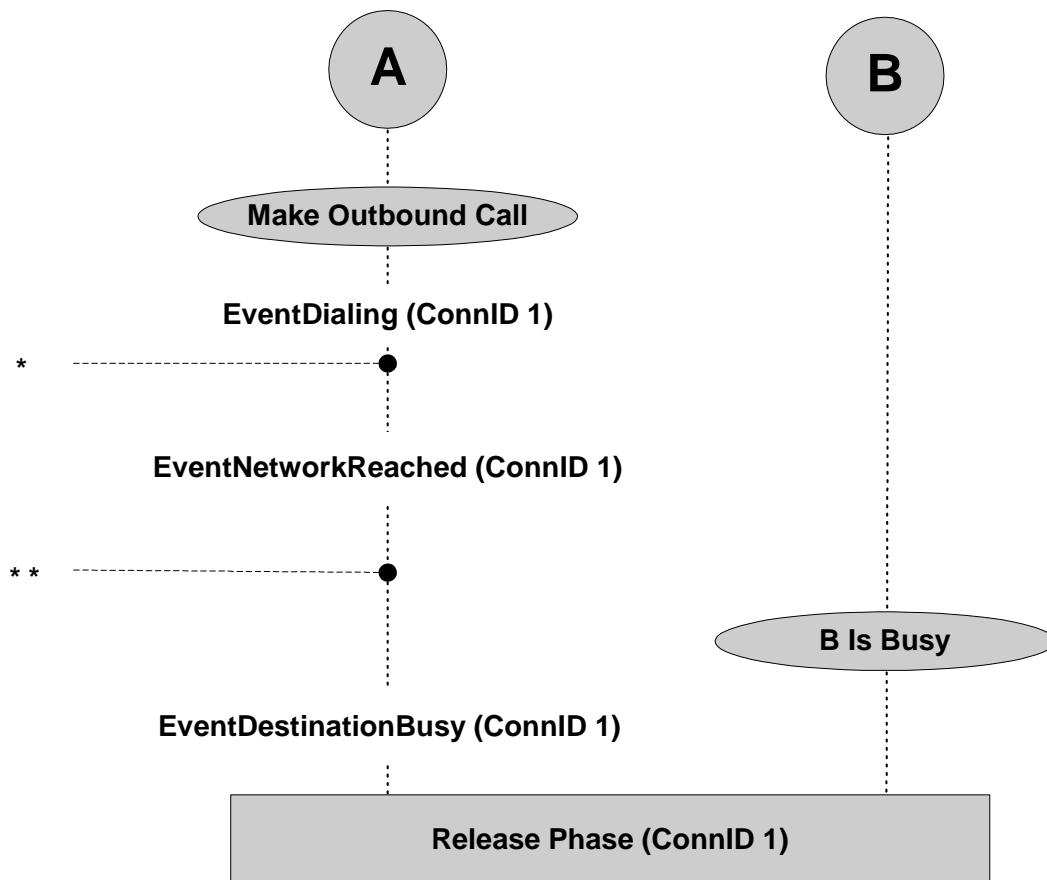 A
B
Make Outbound Call
EventDialing (ConnID 1)
*
EventNetworkReached (ConnID 1)
* *
B Is Busy
EventDestinationBusy (ConnID 1)
Release Phase (ConnID 1)